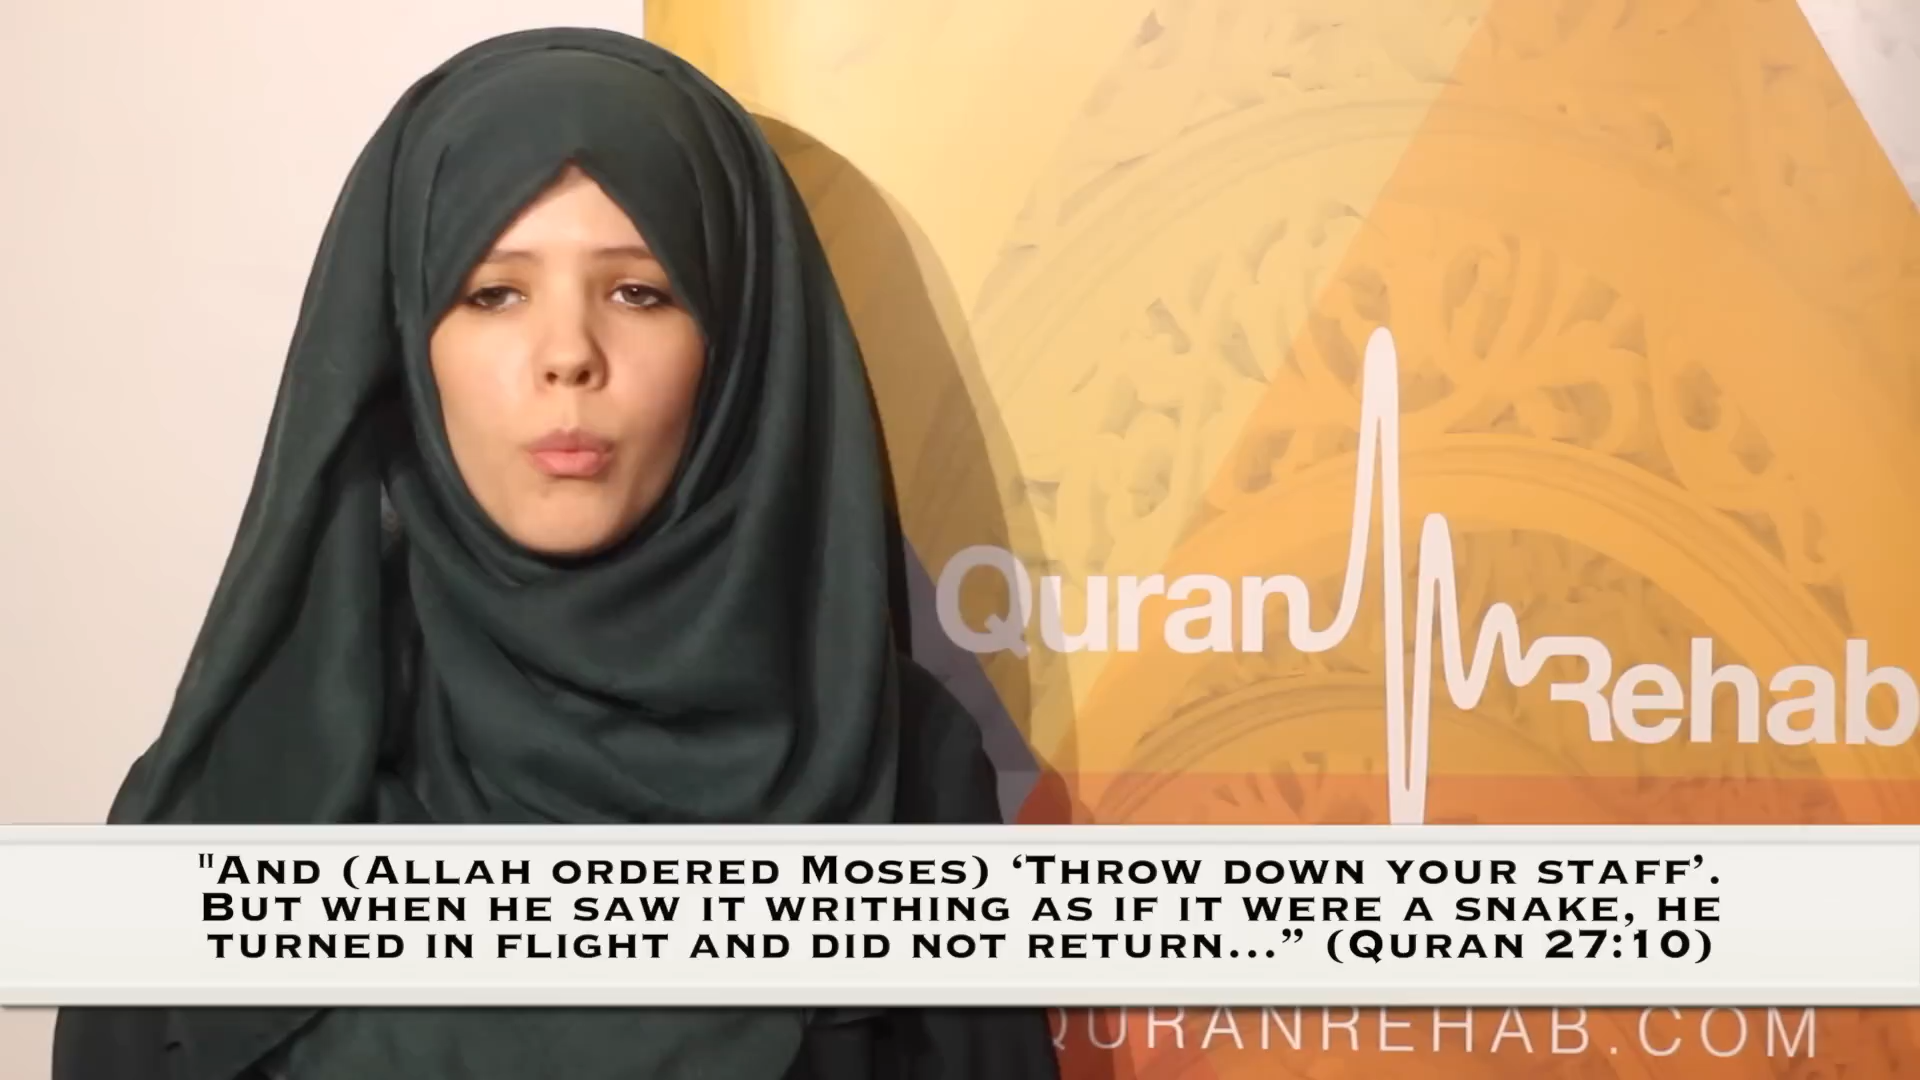 Quran
Rehab
"And (Allah ordered Moses) ‘Throw down your staff’.
But when he saw it writhing as if it were a snake, he
turned in flight and did not return...” (Quran 27:10)
QURANREHAB.COM